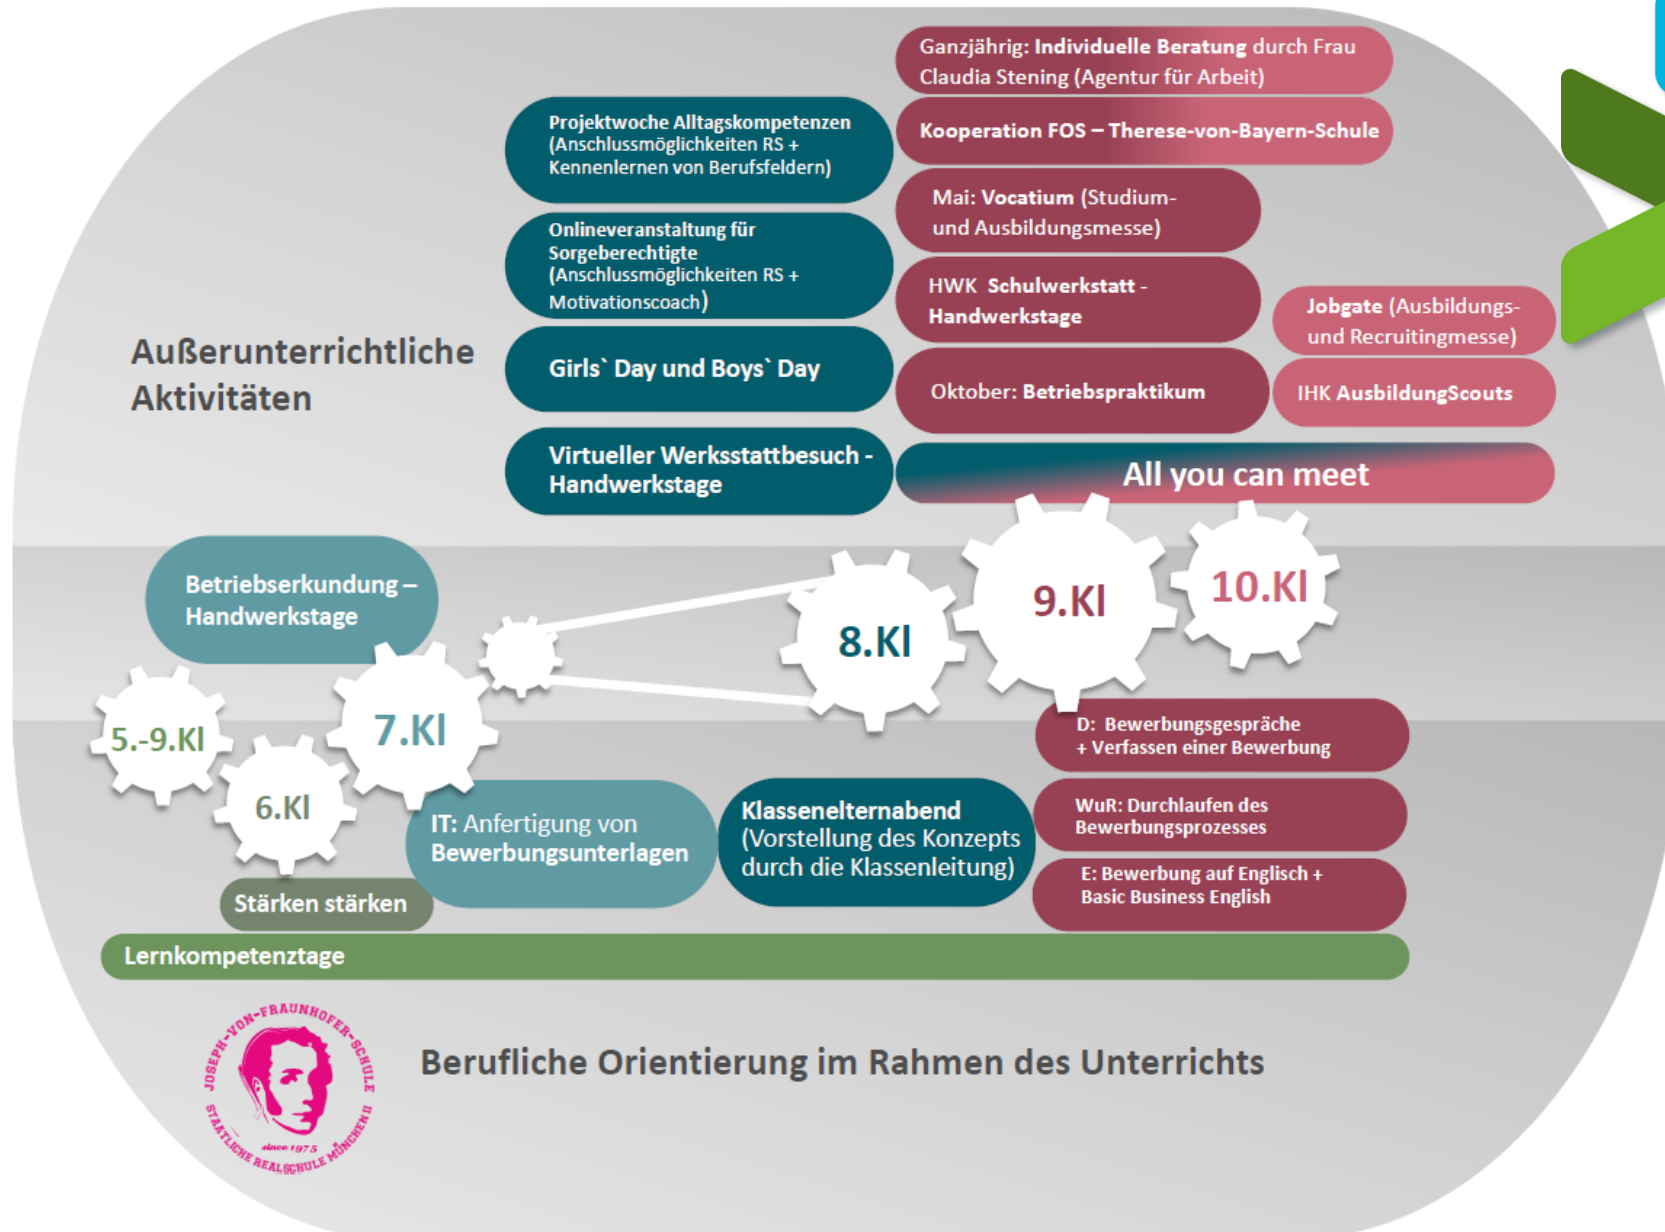 Ganzjährig: Individuelle Beratung durch Frau
Claudia Stening (Agentur für Arbeit)
Kooperation FOS – Therese-von-Bayern-Schule
Projektwoche Alltagskompetenzen
(Anschlussmöglichkeiten RS +
Kennenlernen von Berufsfeldern)
Mai: Vocatium (Studium-
und Ausbildungsmesse)
Onlineveranstaltung für
Sorgeberechtigte
(Anschlussmöglichkeiten RS +
Motivationscoach)
HWK Schulwerkstatt -
Handwerkstage
Jobgate (Ausbildungs-
und Recruitingmesse)
Außerunterrichtliche
Aktivitäten
Girls` Day und Boys` Day
Oktober: Betriebspraktikum
IHK AusbildungScouts
Virtueller Werksstattbesuch -
Handwerkstage
All you can meet
Betriebserkundung –
Handwerkstage
5.-9.Kl
6.Kl
7.Kl
8.Kl
9.Kl
10.Kl
IT: Anfertigung von
Bewerbungsunterlagen
Klassenelternabend
(Vorstellung des Konzepts
durch die Klassenleitung)
D: Bewerbungsgespräche
+ Verfassen einer Bewerbung
WuR: Durchlaufen des
Bewerbungsprozesses
E: Bewerbung auf Englisch +
Basic Business English
Stärken stärken
Lernkompetenztage
JOSEPH-VON-FRAUNHOFER-SCHULE
since 1975
STAATLICHE REALSCHULE MÜNCHEN II
Berufliche Orientierung im Rahmen des Unterrichts